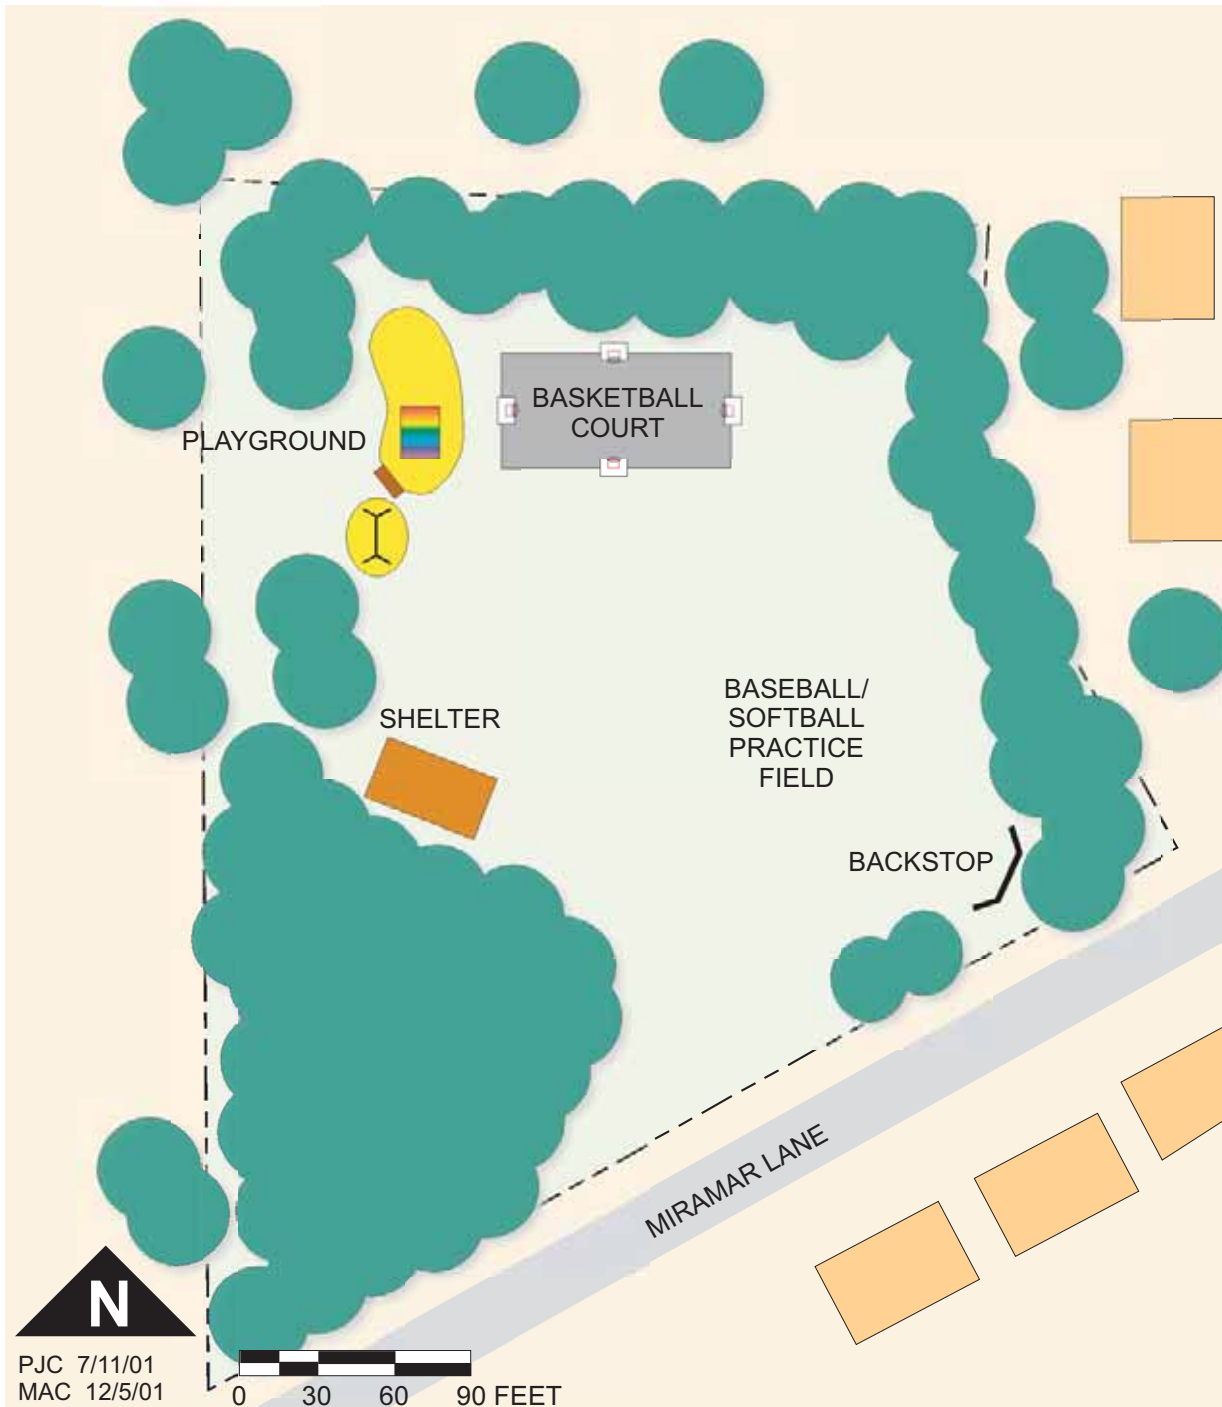 BASKETBALL
COURT
PLAYGROUND
SHELTER
BASEBALL/
SOFTBALL
PRACTICE
FIELD
BACKSTOP
MIRAMAR LANE
N
PJC 7/11/01
MAC 12/5/01
0 30 60 90 FEET